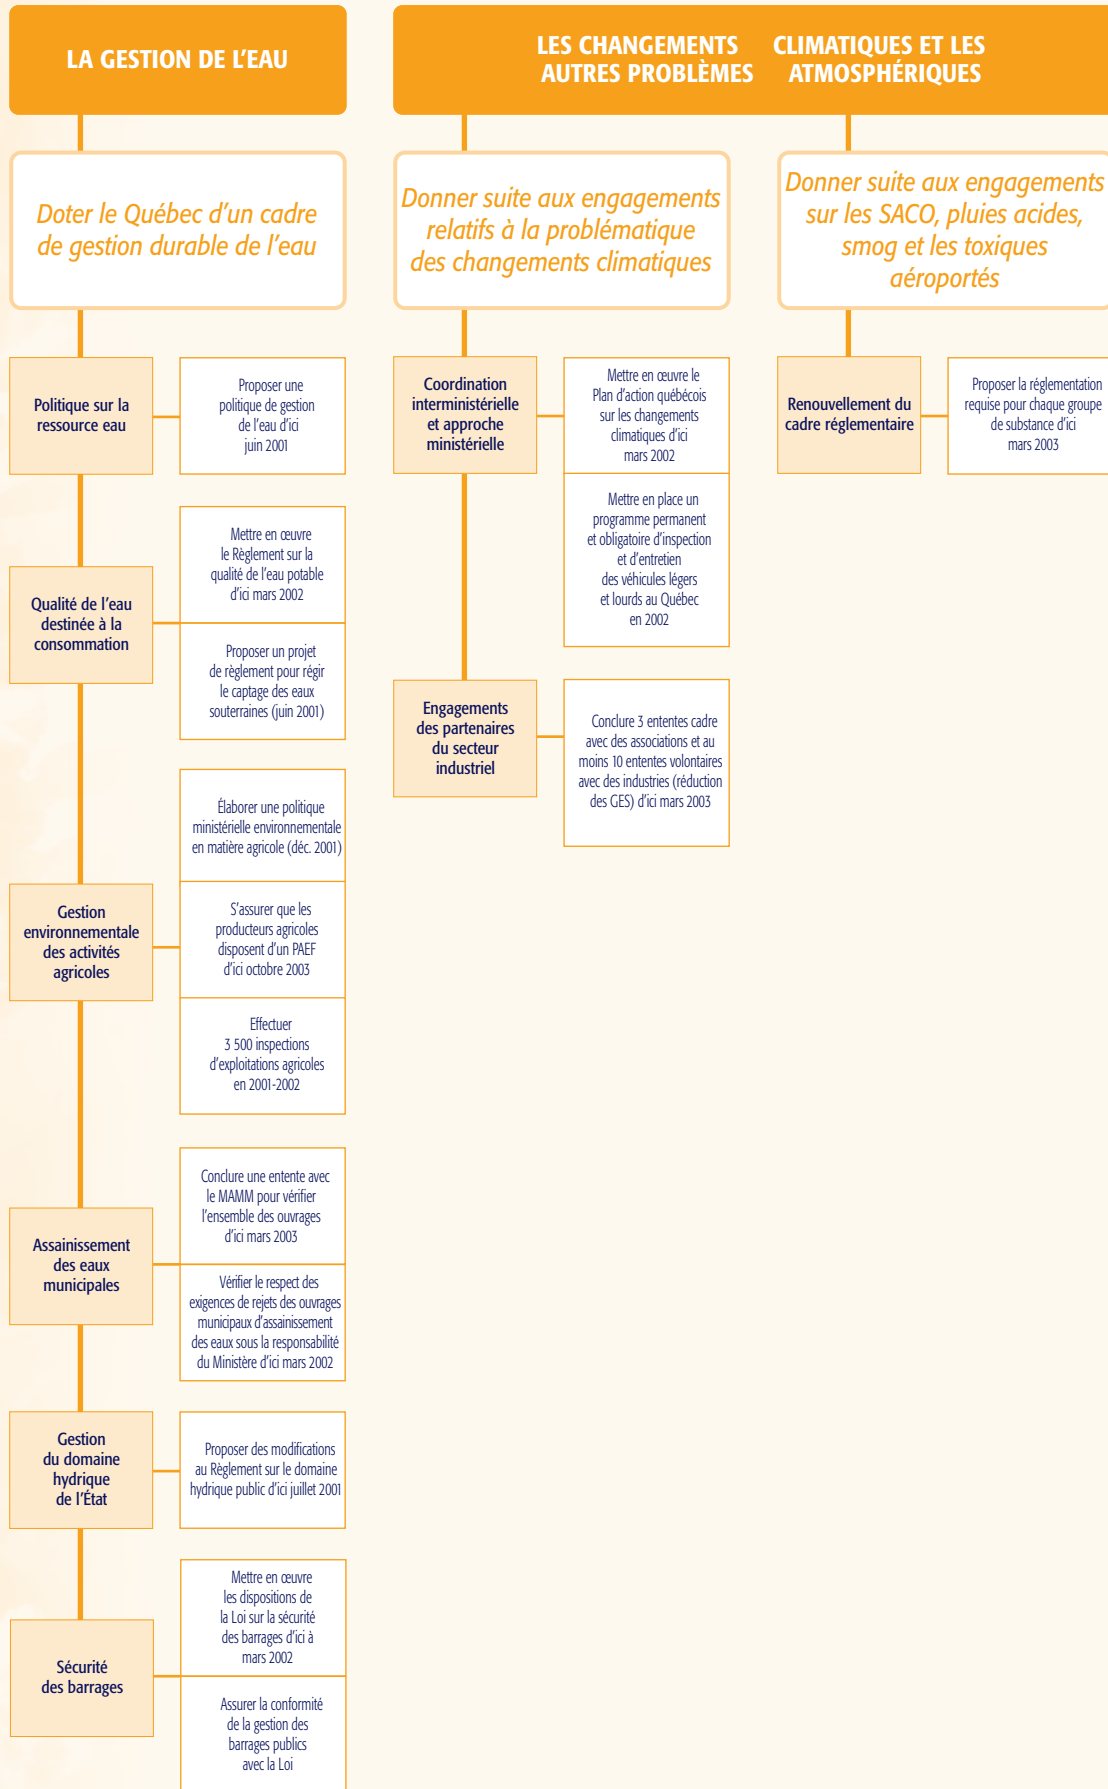 LA GESTION DE L'EAU
Doter le Québec d'un cadre
de gestion durable de l'eau
Politique sur la
ressource eau
Proposer une
politique de gestion
de l'eau d'ici
juin 2001
Qualité de l'eau
destinée à la
consommation
Mettre en œuvre
le Règlement sur la
qualité de l'eau potable
d'ici mars 2002
Proposer un projet
de règlement pour régir
le captage des eaux
souterraines (juin 2001)
Gestion
environnementale
des activités
agricoles
Élaborer une politique
ministérielle environnementale
en matière agricole (déc. 2001)
S'assurer que les
producteurs agricoles
disposent d'un PAEF
d'ici octobre 2003
Effectuer
3 500 inspections
d'exploitations agricoles
en 2001-2002
Assainissement
des eaux
municipales
Conclure une entente avec
le MAMM pour vérifier
l'ensemble des ouvrages
d'ici mars 2003
Vérifier le respect des
exigences de rejets des ouvrages
municipaux d'assainissement
des eaux sous la responsabilité
du Ministère d'ici mars 2002
Gestion
du domaine
hydrique
de l'État
Proposer des modifications
au Règlement sur le domaine
hydrique public d'ici juillet 2001
Sécurité
des barrages
Mettre en œuvre
les dispositions de
la Loi sur la sécurité
des barrages d'ici à
mars 2002
Assurer la conformité
de la gestion des
barrages publics
avec la Loi
LES CHANGEMENTS CLIMATIQUES ET LES
AUTRES PROBLÈMES ATMOSPHÉRIQUES
Donner suite aux engagements
relatifs à la problématique
des changements climatiques
Coordination
interministérielle
et approche
ministérielle
Mettre en œuvre le
Plan d'action québécois
sur les changements
climatiques d'ici
mars 2002
Mettre en place un
programme permanent
et obligatoire d'inspection
et d'entretien
des véhicules légers
et lourds au Québec
en 2002
Engagements
des partenaires
du secteur
industriel
Conclure 3 ententes cadre
avec des associations et au
moins 10 ententes volontaires
avec des industries (réduction
des GES) d'ici mars 2003
Donner suite aux engagements
sur les SACO, pluies acides,
smog et les toxiques
aéroportés
Renouvellement du
cadre réglementaire
Proposer la réglementation
requise pour chaque groupe
de substance d'ici
mars 2003